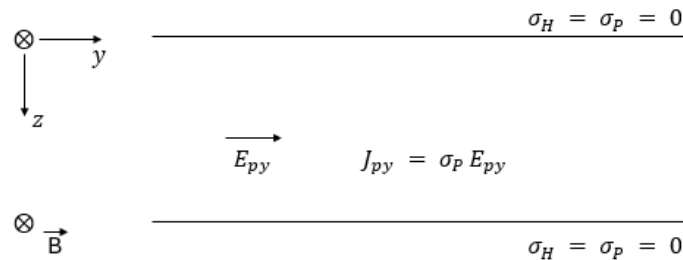 σ_H = σ_P = 0
y
z
E_py J_py = σ_P E_py
B
σ_H = σ_P = 0